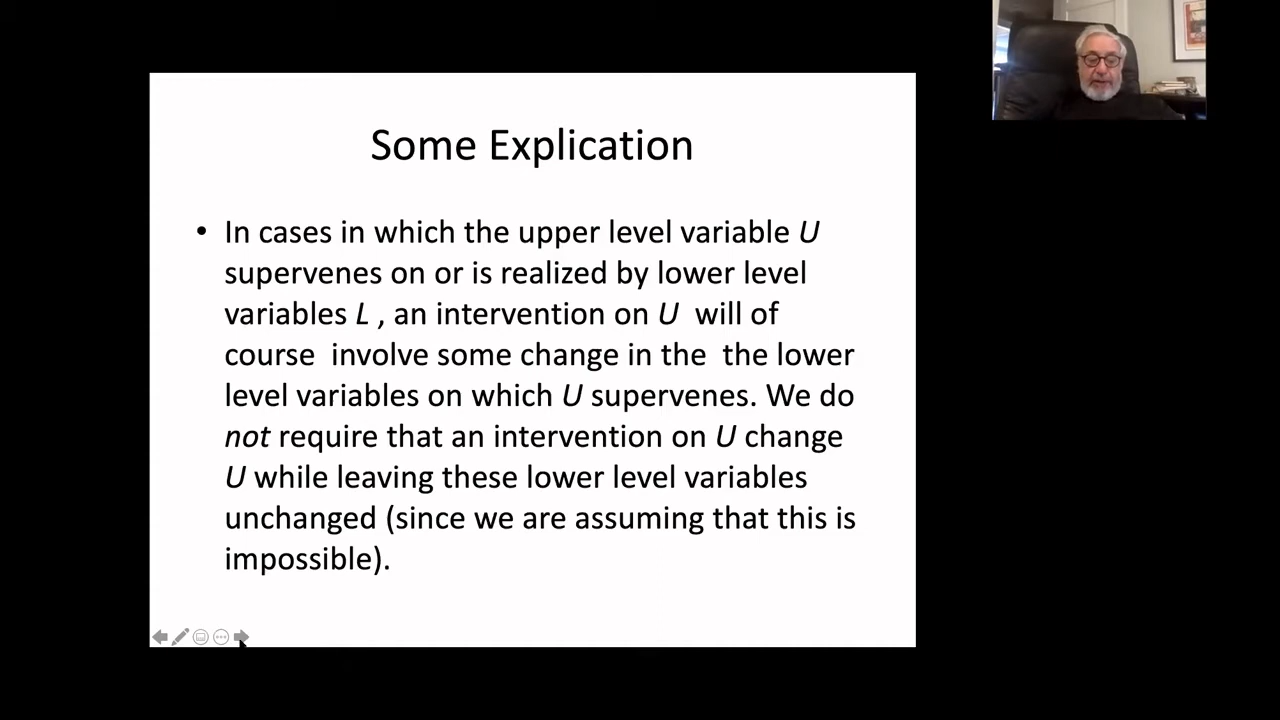 Some Explication
• In cases in which the upper level variable U
supervenes on or is realized by lower level
variables L , an intervention on U will of
course involve some change in the the lower
level variables on which U supervenes. We do
not require that an intervention on U change
U while leaving these lower level variables
unchanged (since we are assuming that this is
impossible).